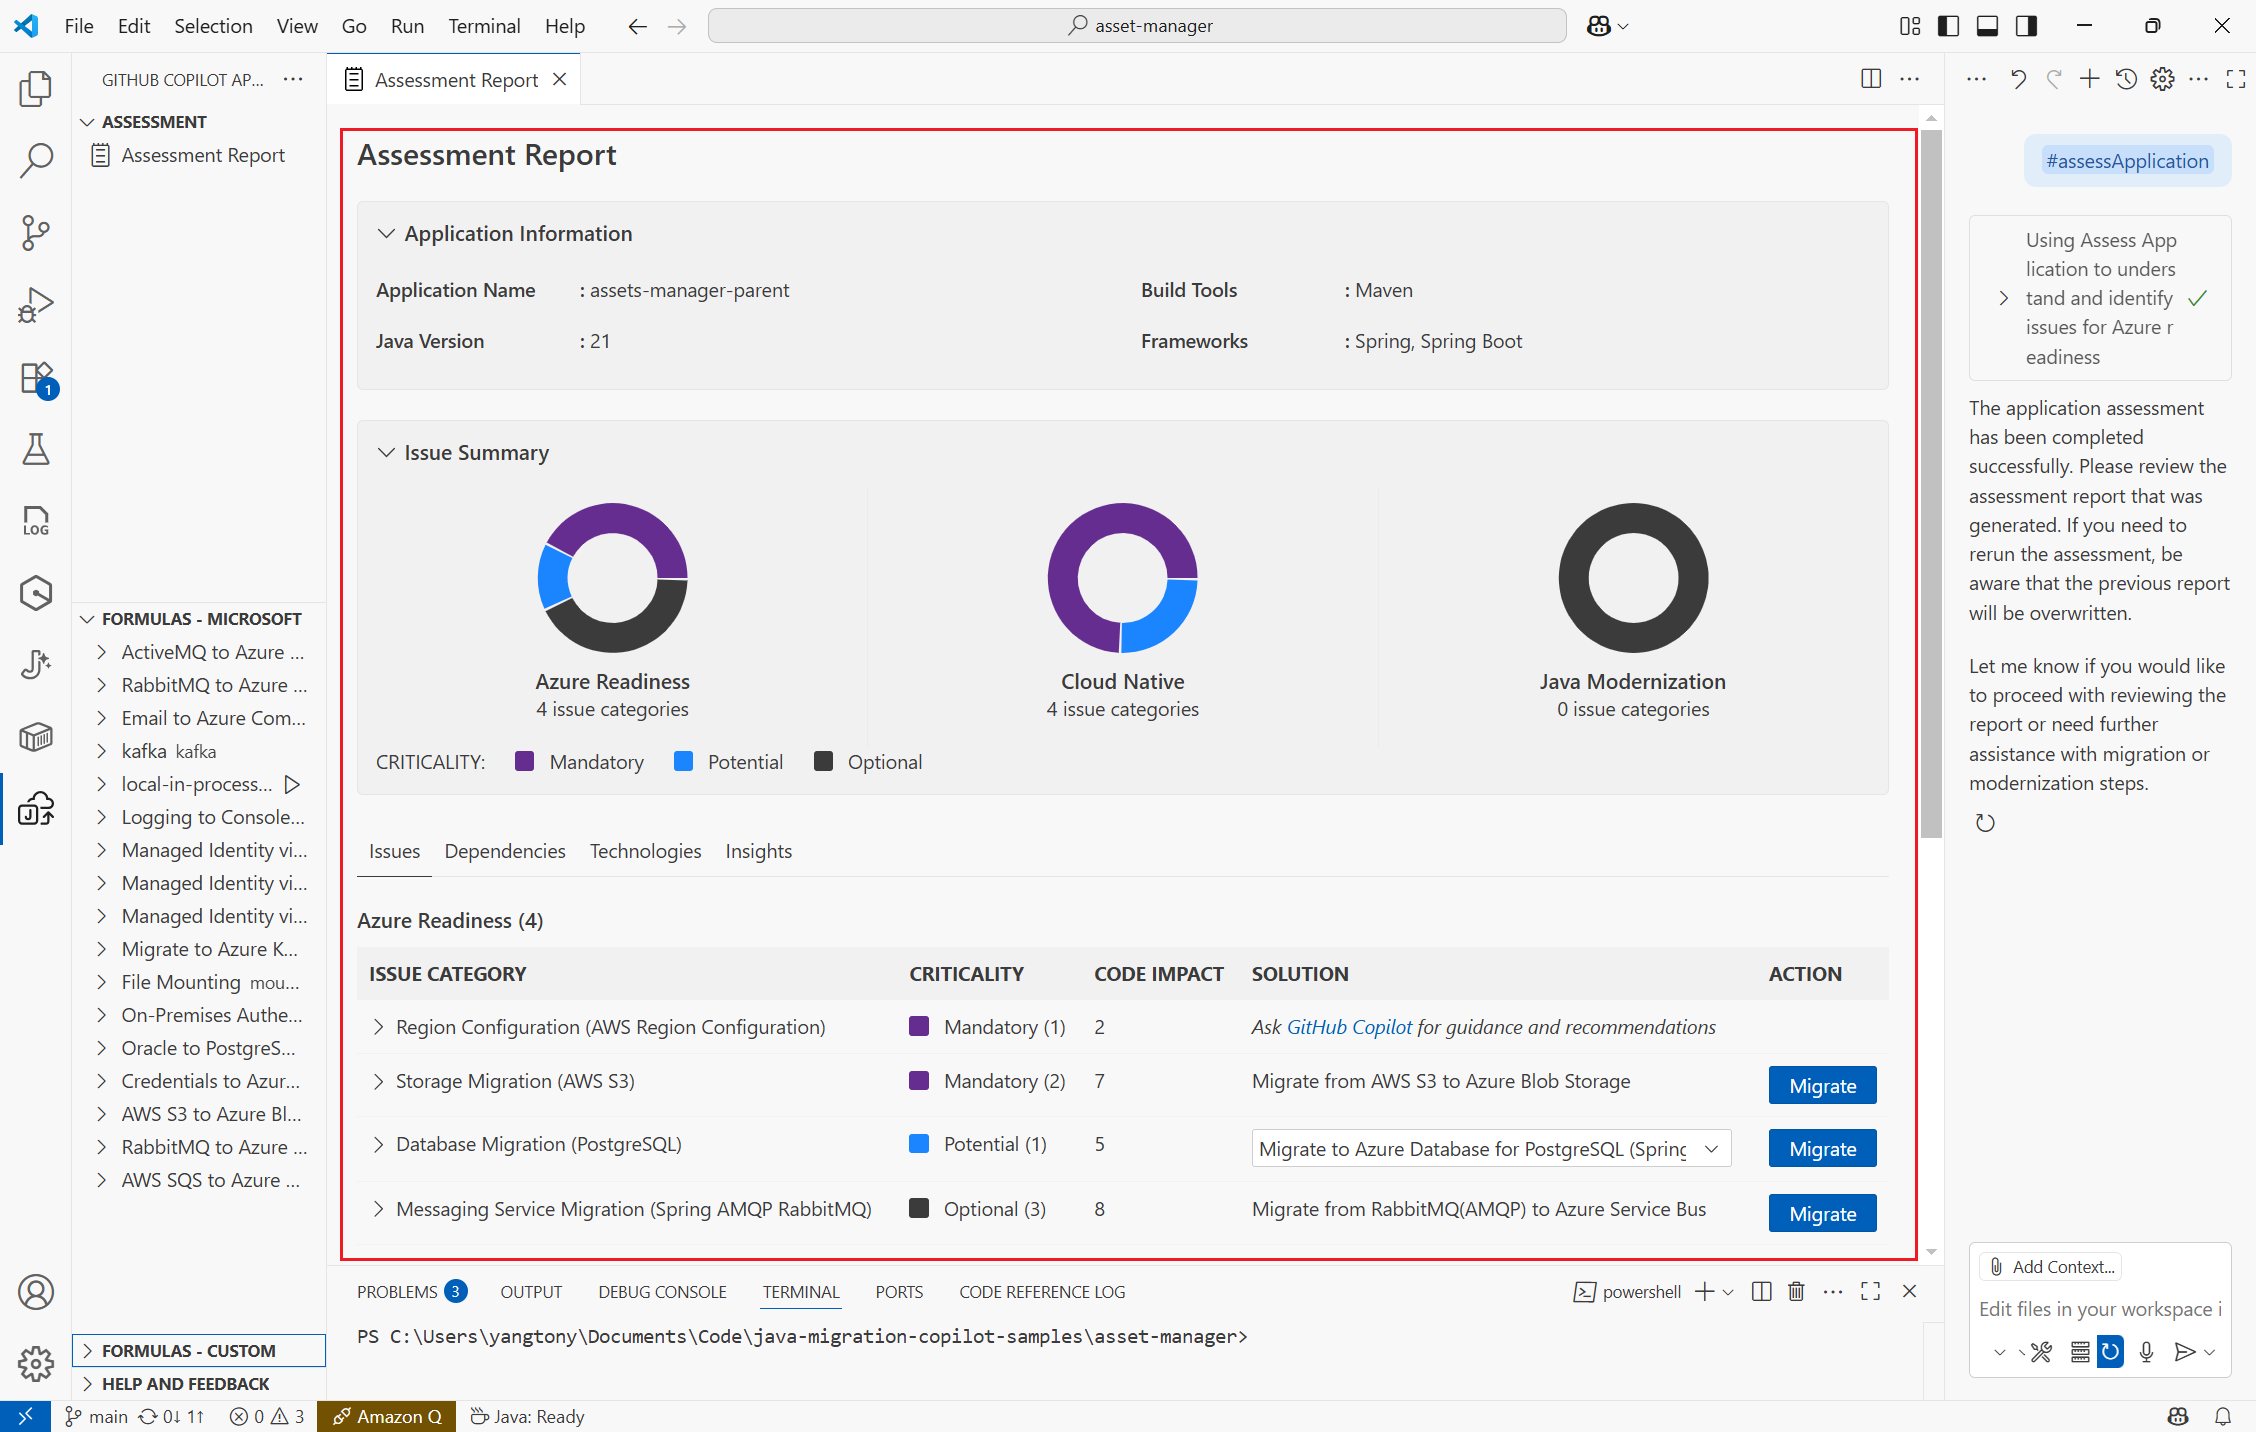 File Edit Selection View Go Run Terminal Help
asset-manager
GITHUB COPILOT AP...
ASSESSMENT
Assessment Report
1
LOG
FORMULAS - MICROSOFT
ActiveMQ to Azure ...
RabbitMQ to Azure ...
Email to Azure Com...
kafka kafka
local-in-process...
Logging to Console...
Managed Identity vi...
Managed Identity vi...
Managed Identity vi...
Migrate to Azure K...
File Mounting mou...
On-Premises Authe...
Oracle to PostgreS...
Credentials to Azur...
AWS S3 to Azure Bl...
RabbitMQ to Azure ...
AWS SQS to Azure ...
FORMULAS - CUSTOM
HELP AND FEEDBACK
Assessment Report
Assessment Report
Application Information
Application Name : assets-manager-parent Build Tools : Maven
Java Version : 21 Frameworks : Spring, Spring Boot
Issue Summary
Azure Readiness Cloud Native Java Modernization
4 issue categories 4 issue categories 0 issue categories
CRITICALITY: Mandatory Potential Optional
Issues Dependencies Technologies Insights
Azure Readiness (4)
ISSUE CATEGORY CRITICALITY CODE IMPACT SOLUTION ACTION
Region Configuration (AWS Region Configuration) Mandatory (1) 2 Ask GitHub Copilot for guidance and recommendations
Storage Migration (AWS S3) Mandatory (2) 7 Migrate from AWS S3 to Azure Blob Storage Migrate
Database Migration (PostgreSQL) Potential (1) 5 Migrate to Azure Database for PostgreSQL (Spring Migrate
Messaging Service Migration (Spring AMQP RabbitMQ) Optional (3) 8 Migrate from RabbitMQ(AMQP) to Azure Service Bus Migrate
PROBLEMS 3 OUTPUT DEBUG CONSOLE TERMINAL PORTS CODE REFERENCE LOG powershell
PS C:\Users\yangtony\Documents\Code\java-migration-copilot-samples\asset-manager>
#assessApplication
Using Assess App
lication to unders
tand and identify
issues for Azure r
eadiness
The application assessment
has been completed
successfully. Please review the
assessment report that was
generated. If you need to
rerun the assessment, be
aware that the previous report
will be overwritten.
Let me know if you would like
to proceed with reviewing the
report or need further
assistance with migration or
modernization steps.
Add Context...
Edit files in your workspace i
main 0↓ 1↑ 0 3 Amazon Q Java: Ready